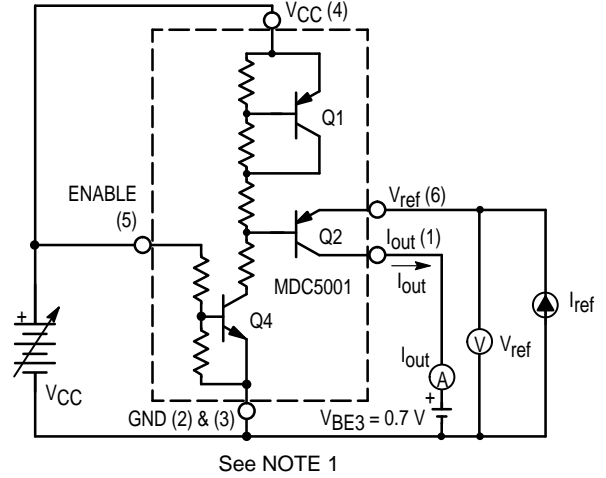 VCC (4)
Q1
ENABLE
(5)
Vref (6)
Q2
Iout (1)
MDC5001
Iout
Q4
Iref
+
Iout
V
Vref
A
VCC
+
GND (2) & (3)
VBE3 = 0.7 V
See NOTE 1